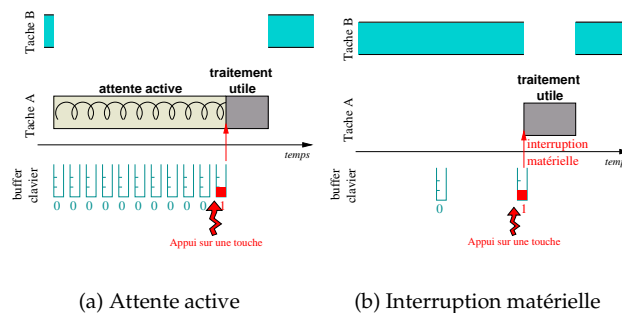 Tache B
attente active
traitement
utile
Tache A
temps
buffer
clavier
0 0 0 0 0 0 0 0 0 1
Appui sur une touche
(a) Attente active
Tache B
traitement
utile
Tache A
interruption
matérielle
temps
buffer
clavier
0 1
Appui sur une touche
(b) Interruption matérielle